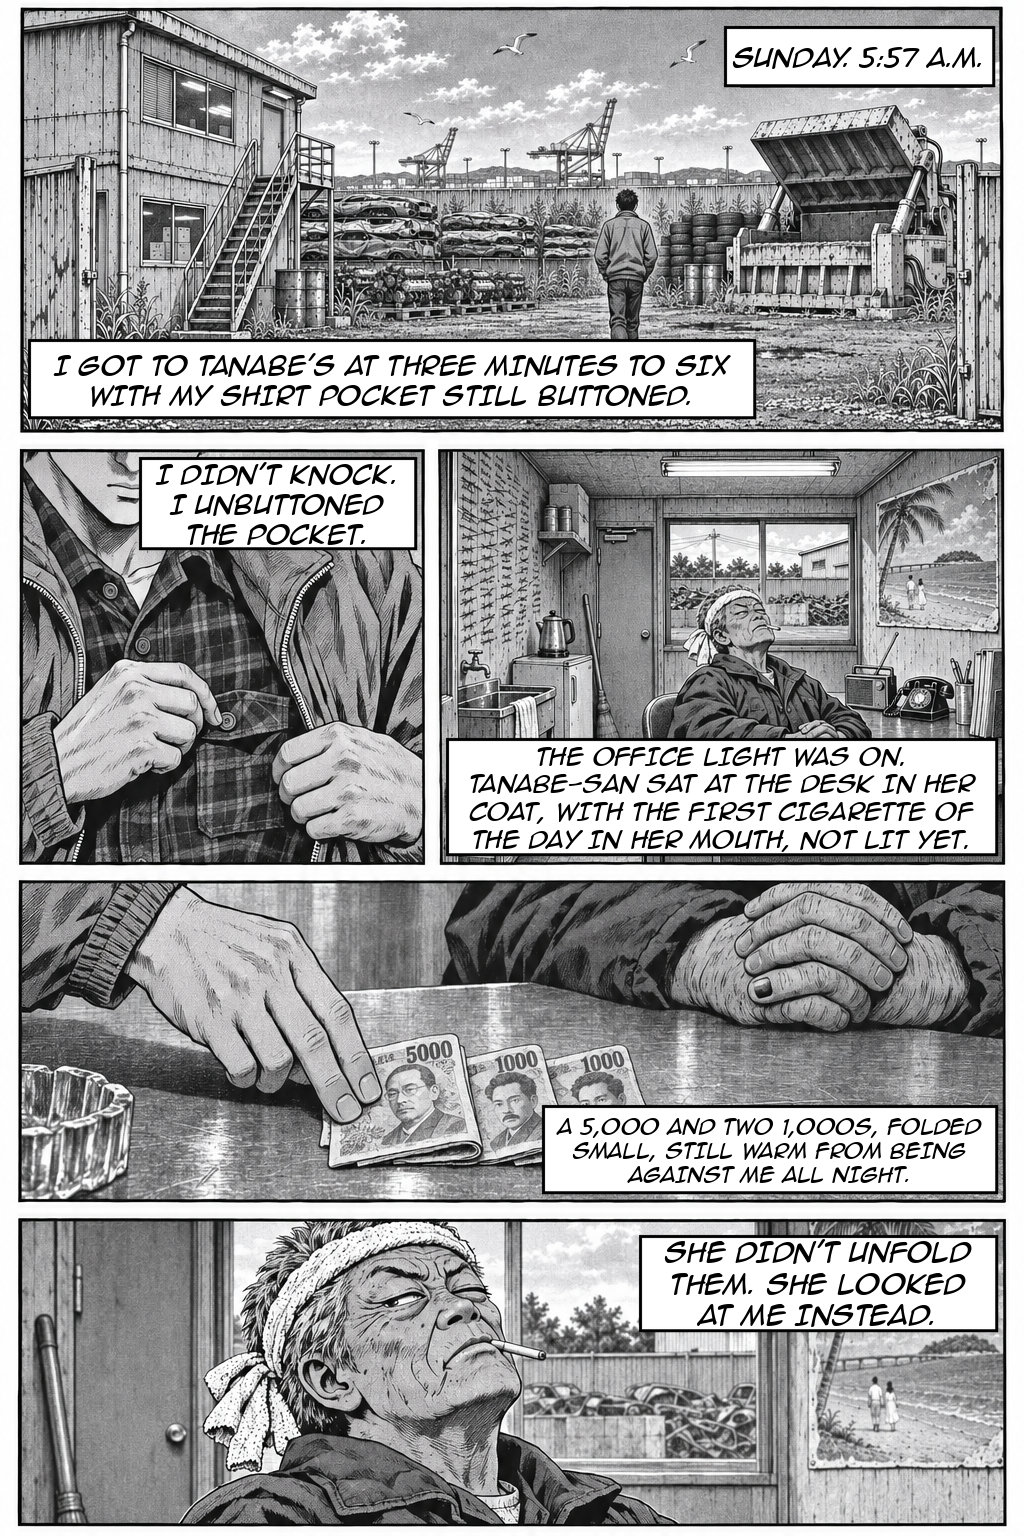 SUNDAY. 5:57 A.M.
I GOT TO TANABE'S AT THREE MINUTES TO SIX
WITH MY SHIRT POCKET STILL BUTTONED.
I DIDN'T KNOCK.
I UNBUTTONED
THE POCKET.
THE OFFICE LIGHT WAS ON.
TANABE-SAN SAT AT THE DESK IN HER
COAT, WITH THE FIRST CIGARETTE OF
THE DAY IN HER MOUTH, NOT LIT YET.
5000
1000
1000
A 5,000 AND TWO 1,000S, FOLDED
SMALL, STILL WARM FROM BEING
AGAINST ME ALL NIGHT.
SHE DIDN'T UNFOLD
THEM. SHE LOOKED
AT ME INSTEAD.